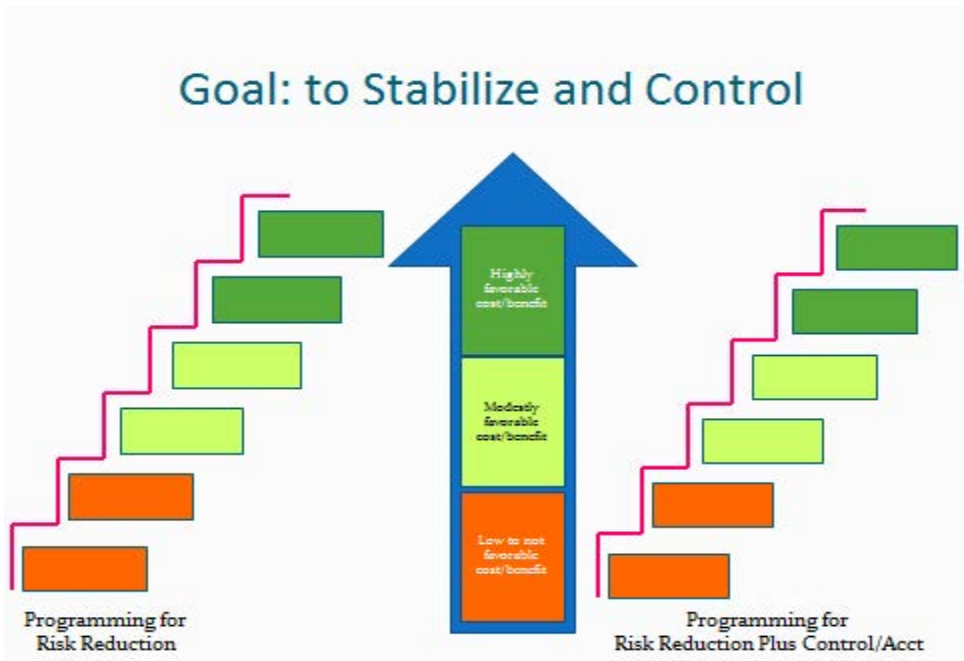 Goal: to Stabilize and Control
Highly
favorable
cost/benefit
Modestly
favorable
cost/benefit
Low to not
favorable
cost/benefit
Programming for
Risk Reduction
Programming for
Risk Reduction Plus Control/Acct